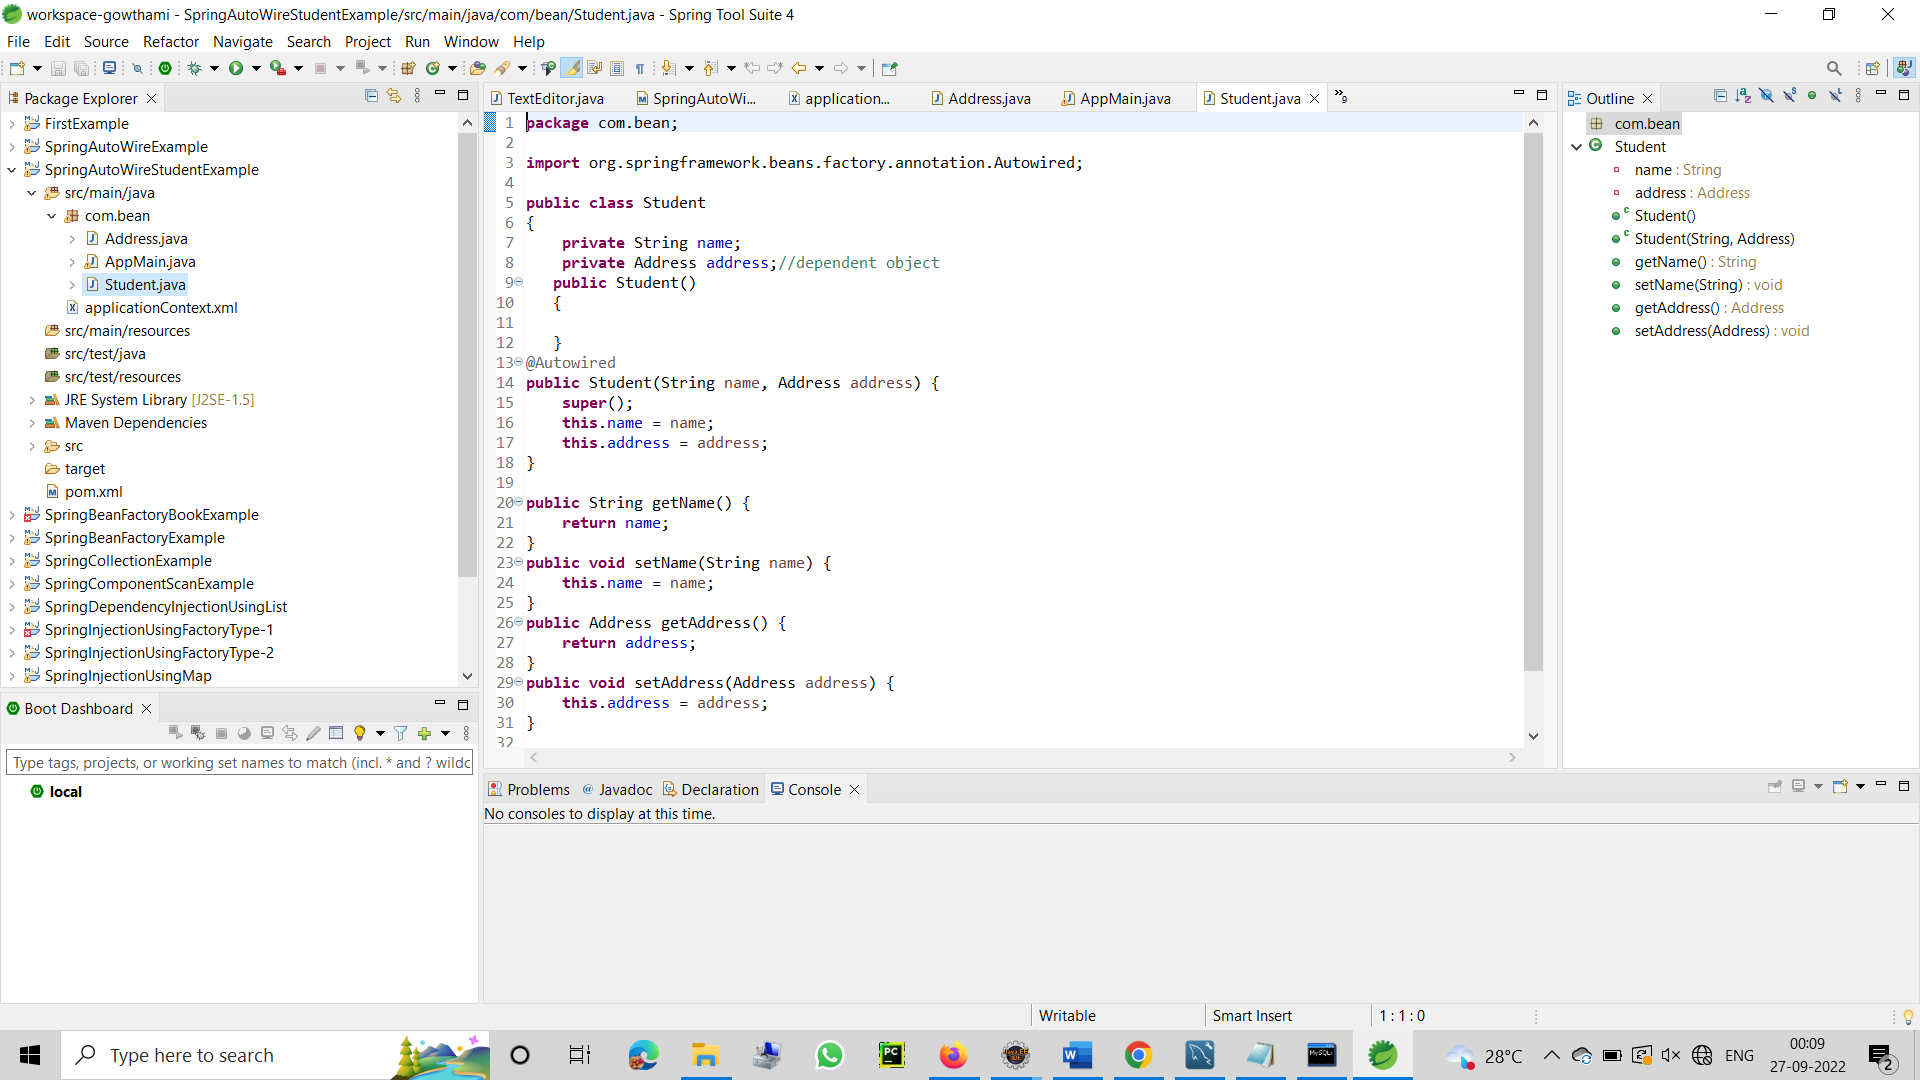 workspace-gowthami - SpringAutoWireStudentExample/src/main/java/com/bean/Student.java - Spring Tool Suite 4
File Edit Source Refactor Navigate Search Project Run Window Help
Package Explorer
FirstExample
SpringAutoWireExample
SpringAutoWireStudentExample
src/main/java
com.bean
Address.java
AppMain.java
Student.java
applicationContext.xml
src/main/resources
src/test/java
src/test/resources
JRE System Library [J2SE-1.5]
Maven Dependencies
src
target
pom.xml
SpringBeanFactoryBookExample
SpringBeanFactoryExample
SpringCollectionExample
SpringComponentScanExample
SpringDependencyInjectionUsingList
SpringInjectionUsingFactoryType-1
SpringInjectionUsingFactoryType-2
SpringInjectionUsingMap
Boot Dashboard
Type tags, projects, or working set names to match (incl. * and ? wildc
local
TextEditor.java SpringAutoWi... application... Address.java AppMain.java Student.java »9
1 package com.bean;
2
3 import org.springframework.beans.factory.annotation.Autowired;
4
5 public class Student
6 {
7 private String name;
8 private Address address;//dependent object
9 public Student()
10 {
11
12 }
13 @Autowired
14 public Student(String name, Address address) {
15 super();
16 this.name = name;
17 this.address = address;
18 }
19
20 public String getName() {
21 return name;
22 }
23 public void setName(String name) {
24 this.name = name;
25 }
26 public Address getAddress() {
27 return address;
28 }
29 public void setAddress(Address address) {
30 this.address = address;
31 }
32
Outline
com.bean
Student
name : String
address : Address
Student()
Student(String, Address)
getName() : String
setName(String) : void
getAddress() : Address
setAddress(Address) : void
Problems @ Javadoc Declaration Console
No consoles to display at this time.
Writable Smart Insert 1 : 1 : 0
Type here to search
28°C ENG 00:09
27-09-2022
2